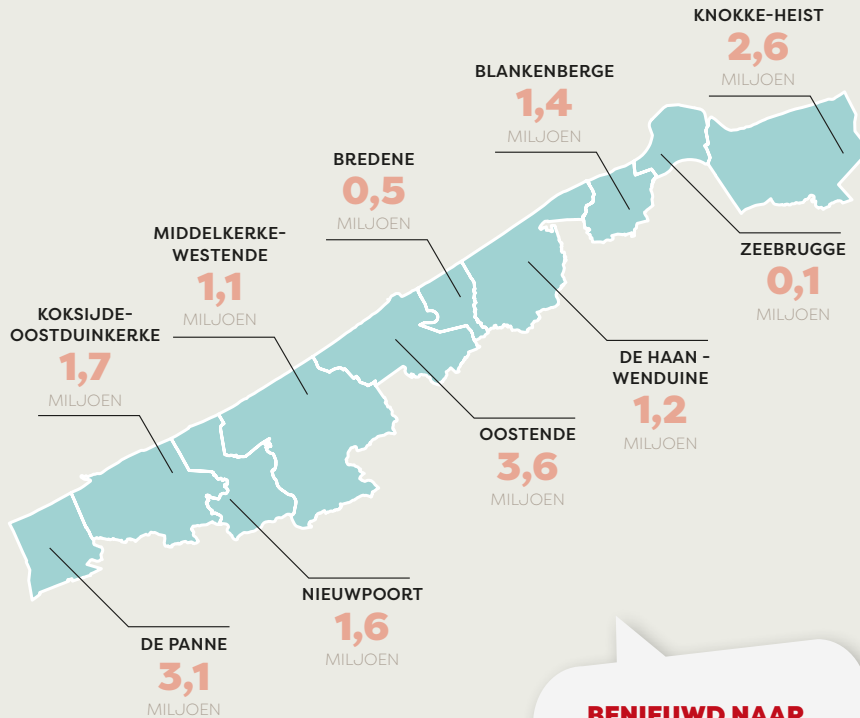 KNOKKE-HEIST
2,6
MILJOEN
BLANKENBERGE
1,4
MILJOEN
BREDENE
0,5
MILJOEN
MIDDELKERKE-
WESTENDE
1,1
MILJOEN
KOKSIJDE-
OOSTDUINKERKE
1,7
MILJOEN
ZEEBRUGGE
0,1
MILJOEN
DE HAAN -
WENDUINE
1,2
MILJOEN
OOSTENDE
3,6
MILJOEN
NIEUWPOORT
1,6
MILJOEN
DE PANNE
3,1
MILJOEN
BENIEUWD NAAR